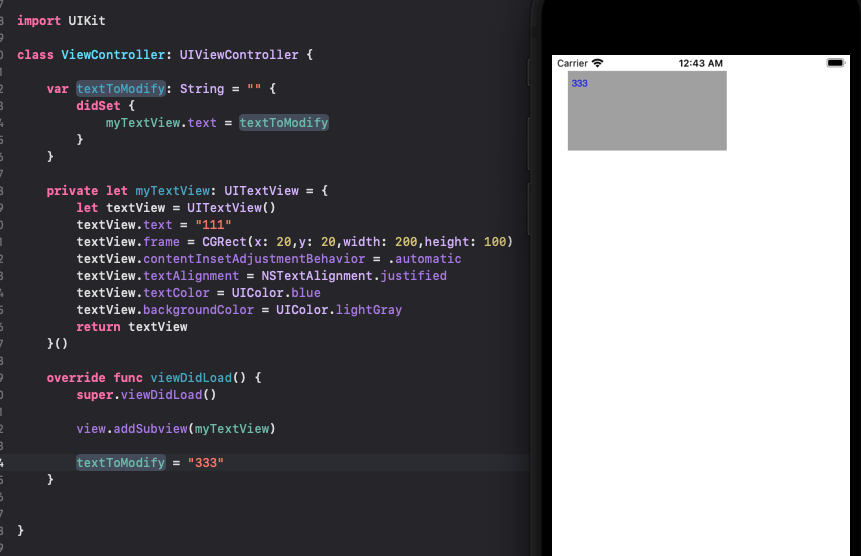 import UIKit
class ViewController: UIViewController {
var textToModify: String = "" {
didSet {
myTextView.text = textToModify
}
}
private let myTextView: UITextView = {
let textView = UITextView()
textView.text = "111"
textView.frame = CGRect(x: 20,y: 20,width: 200,height: 100)
textView.contentInsetAdjustmentBehavior = .automatic
textView.textAlignment = NSTextAlignment.justified
textView.textColor = UIColor.blue
textView.backgroundColor = UIColor.lightGray
return textView
}()
override func viewDidLoad() {
super.viewDidLoad()
view.addSubview(myTextView)
textToModify = "333"
}
}
Carrier 12:43 AM
333